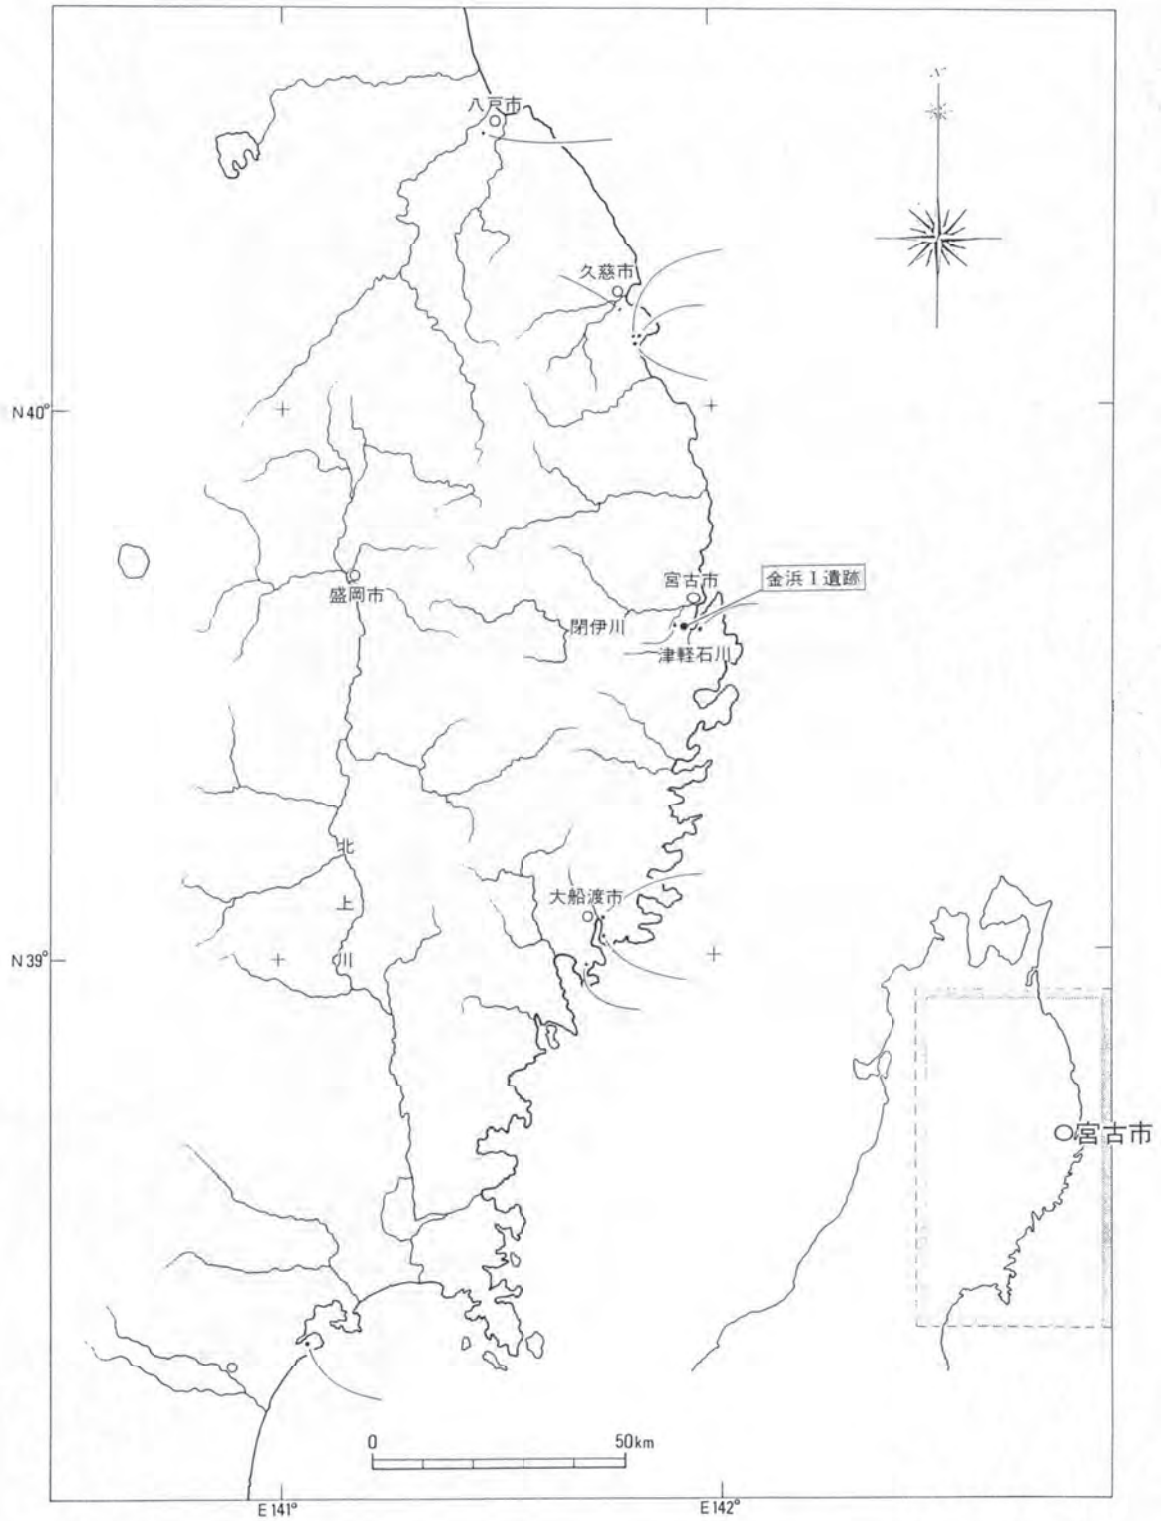 八戸市
久慈市
N40°
盛岡市
宮古市
金浜Ⅰ遺跡
閉伊川
津軽石川
北上川
大船渡市
N39°
宮古市
0 50km
E141°
E142°